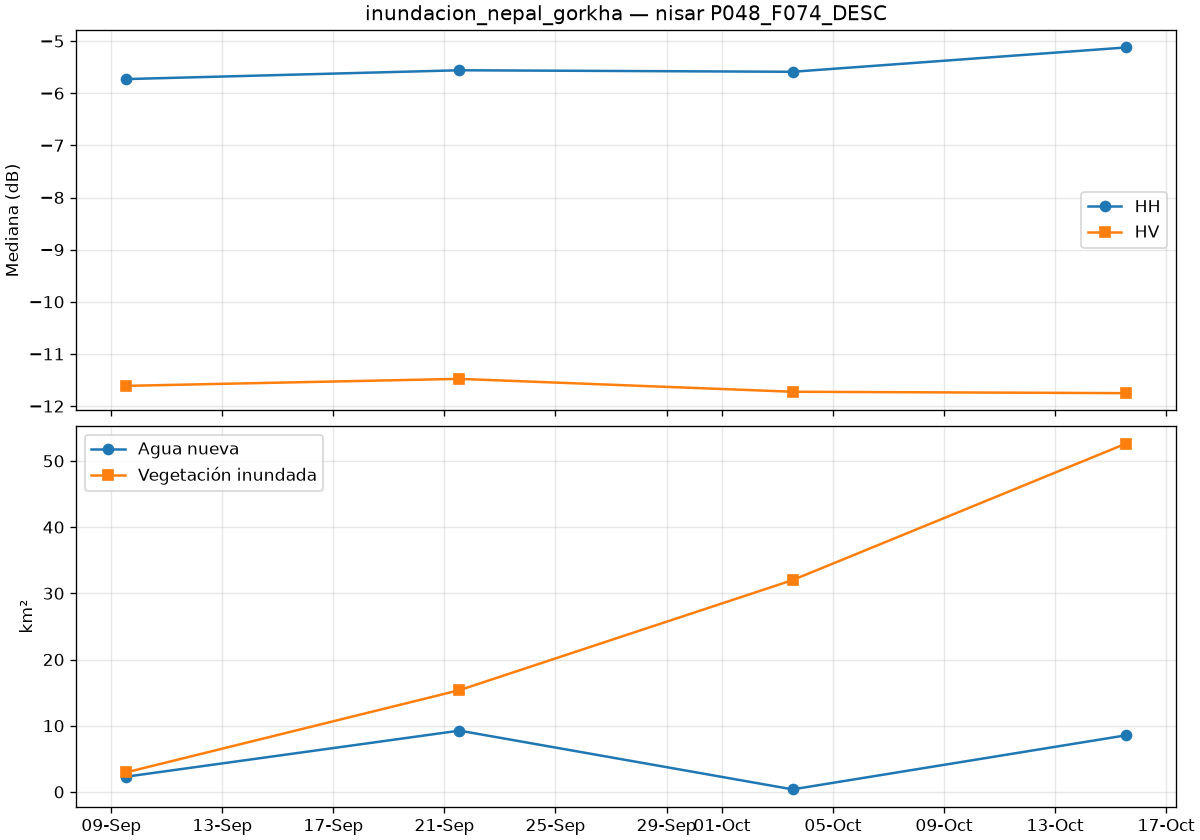 inundacion_nepal_gorkha — nisar P048_F074_DESC
−5
−6
−7
−8
−9
−10
−11
−12
Mediana (dB)
HH
HV
Agua nueva
Vegetación inundada
50
40
30
20
10
0
km²
09-Sep 13-Sep 17-Sep 21-Sep 25-Sep 29-Sep 01-Oct 05-Oct 09-Oct 13-Oct 17-Oct